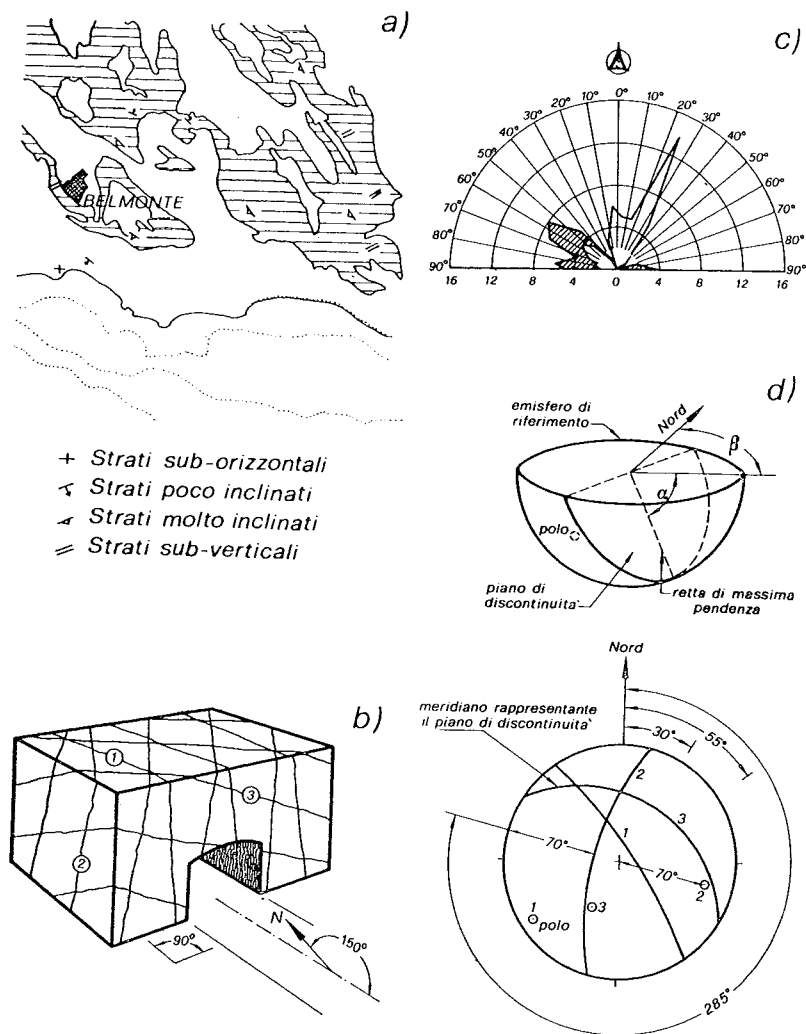 a)
BELMONTE
+ Strati sub-orizzontali
Strati poco inclinati
Strati molto inclinati
Strati sub-verticali
b)
1
3
2
N
90°
150°
c)
0°
10° 10°
20° 20°
30° 30°
40° 40°
50° 50°
60° 60°
70° 70°
80° 80°
90° 90°
16 12 8 4 0 4 8 12 16
d)
emisfero di
riferimento
Nord
β
α
polo
piano di
discontinuità
retta di massima
pendenza
Nord
meridiano rappresentante
il piano di discontinuità
30°
55°
2
3
1
70°
70°
2
1
3
polo
285°